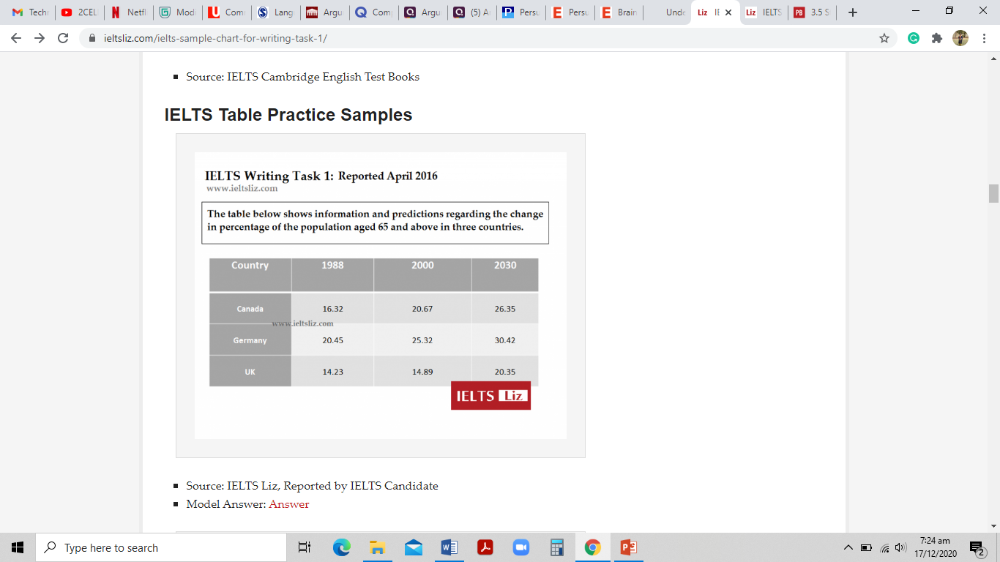 Techr
2CEL
Netfl
Modi
Com
Lang
Argu
Com
Argu
(5) A
Persu
Persu
Brain
Unde
Liz IE
Liz IELTS
PB 3.5 S
ieltsliz.com/ielts-sample-chart-for-writing-task-1/
Source: IELTS Cambridge English Test Books
IELTS Table Practice Samples
IELTS Writing Task 1: Reported April 2016
www.ieltsliz.com
The table below shows information and predictions regarding the change
in percentage of the population aged 65 and above in three countries.
Country 1988 2000 2030
Canada 16.32 20.67 26.35
www.ieltsliz.com
Germany 20.45 25.32 30.42
UK 14.23 14.89 20.35
IELTS Liz
Source: IELTS Liz, Reported by IELTS Candidate
Model Answer: Answer
Type here to search
7:24 am
17/12/2020
2